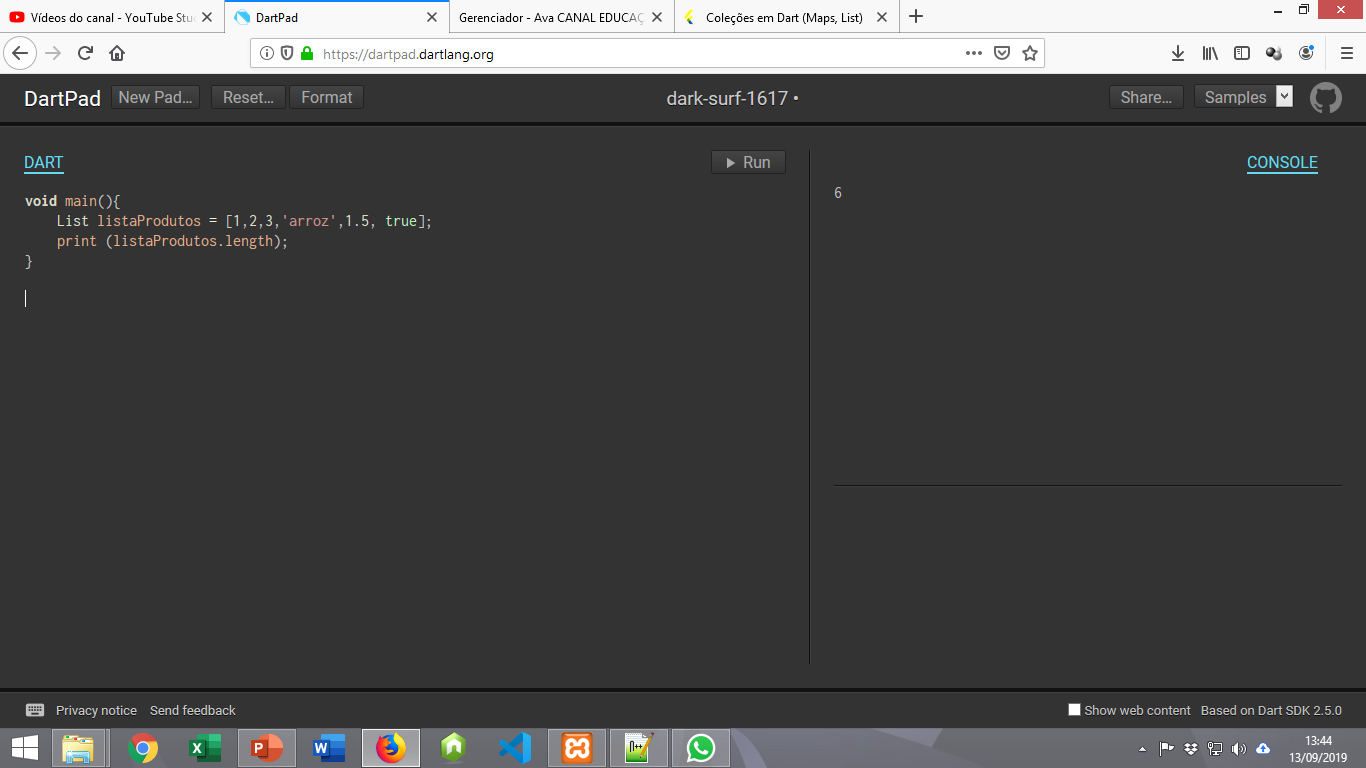 Vídeos do canal - YouTube Stu
DartPad
Gerenciador - Ava CANAL EDUCAÇ
Coleções em Dart (Maps, List)
https://dartpad.dartlang.org
DartPad
New Pad...
Reset...
Format
dark-surf-1617 •
Share...
Samples
DART
Run
CONSOLE
void main(){
    List listaProdutos = [1,2,3,'arroz',1.5, true];
    print (listaProdutos.length);
}
6
Privacy notice
Send feedback
Show web content
Based on Dart SDK 2.5.0
13:44
13/09/2019